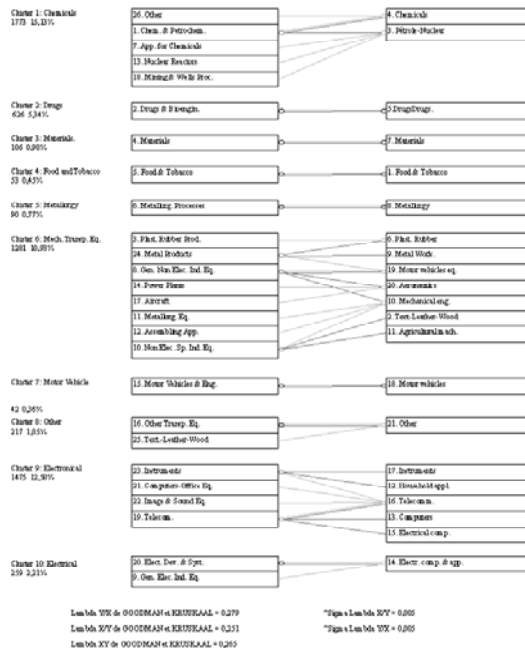 Cluster 1: Chemicals
1773 15,13%
26. Other
1. Chem. & Petrochem.
7. App. for Chemicals
13. Nuclear Reactors
18. Mining & Wells Proc.
4. Chemicals
3. Pétrole-Nuclear
Cluster 2: Drugs
626 5,34%
2. Drugs & Bioengin.
5 DrugsDrugs.
Cluster 3: Materials.
106 0,90%
4. Materials
7. Materials
Cluster 4: Food and Tobacco
53 0,45%
5. Food & Tobacco
1. Food & Tobacco
Cluster 5: Metallurgy
90 0,77%
6. Metalling. Processes
8. Metallurgy
Cluster 6: Mech. Transp. Eq.
1281 10,93%
3. Plast. Rubber Prod.
24. Metal Products
8. Gen. Non Elec. Ind. Eq.
14. Power Plants
17. Aircraft
11. Metalling. Eq.
12. Assembling App.
10. Non Elec. Sp. Ind. Eq.
6. Plast. Rubber
9. Metal Work.
19. Motor vehicles eq.
20. Aeronautics
10. Mechanical eng.
2. Text-Leather-Wood
11. Agricultural mach.
Cluster 7: Motor Vehicle
42 0,36%
15. Motor Vehicles & Eng.
18. Motor vehicles
Cluster 8: Other
217 1,85%
16. Other Transp. Eq.
25. Text.-Leather-Wood
21. Other
Cluster 9: Electronical
1475 12,58%
23. Instruments
21. Computers-Office Eq.
22. Image & Sound Eq.
19. Telecom.
17. Instruments
12. Household appl.
16. Telecomm.
13. Computers
15. Electrical comp.
Cluster 10: Electrical
259 2,21%
20. Elect. Dev. & Syst.
9. Gen. Elec. Ind. Eq.
14. Electr. comp. & app.
Lambda Y/X de GOODMAN et KRUSKAAL = 0,279
Lambda X/Y de GOODMAN et KRUSKAAL = 0,251
Lambda XY de GOODMAN et KRUSKAAL = 0,265
^Sigma Lambda X/Y = 0,005
^Sigma Lambda Y/X = 0,005